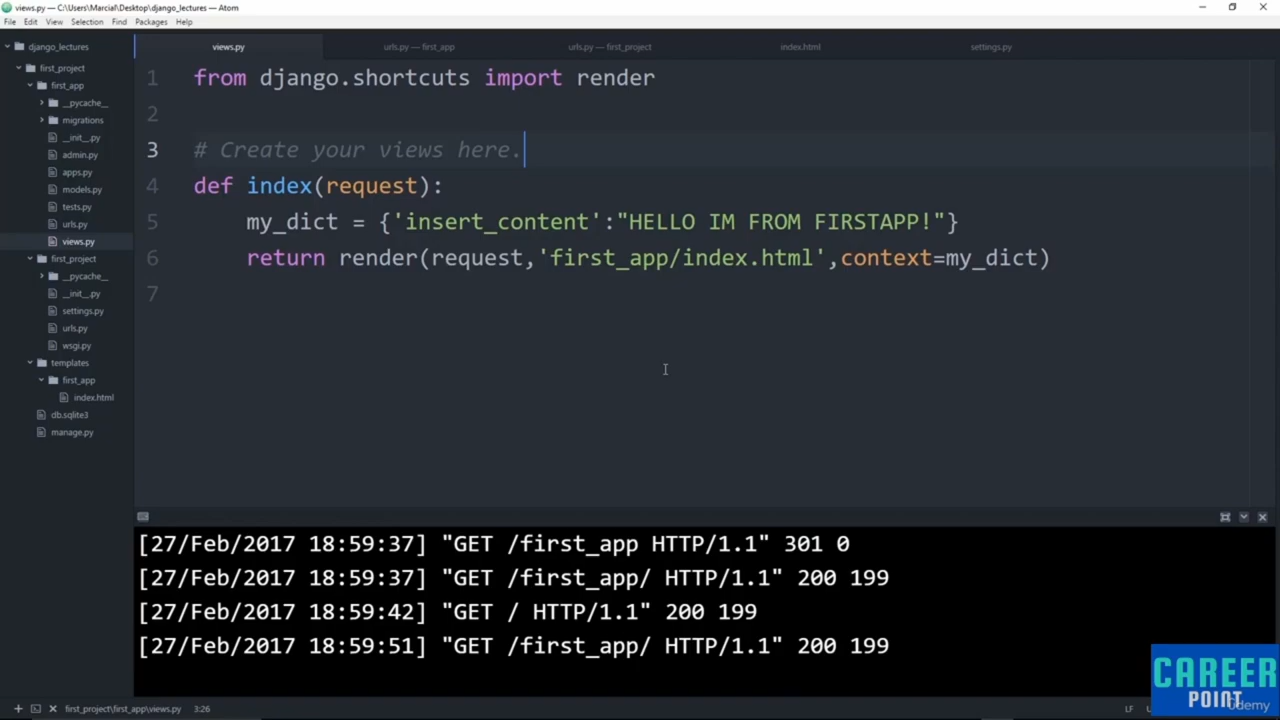 views.py — C:\Users\Marcial\Desktop\django_lectures — Atom
File Edit View Selection Find Packages Help
django_lectures
first_project
first_app
__pycache__
migrations
__init__.py
admin.py
apps.py
models.py
tests.py
urls.py
views.py
first_project
__pycache__
__init__.py
settings.py
urls.py
wsgi.py
templates
first_app
index.html
db.sqlite3
manage.py
views.py urls.py — first_app urls.py — first_project index.html settings.py
1 from django.shortcuts import render
2
3 # Create your views here.
4 def index(request):
5 my_dict = {'insert_content':"HELLO IM FROM FIRSTAPP!"}
6 return render(request,'first_app/index.html',context=my_dict)
7
[27/Feb/2017 18:59:37] "GET /first_app HTTP/1.1" 301 0
[27/Feb/2017 18:59:37] "GET /first_app/ HTTP/1.1" 200 199
[27/Feb/2017 18:59:42] "GET / HTTP/1.1" 200 199
[27/Feb/2017 18:59:51] "GET /first_app/ HTTP/1.1" 200 199
first_project\first_app\views.py 3:26
LF
CAREER
POINT
Udemy